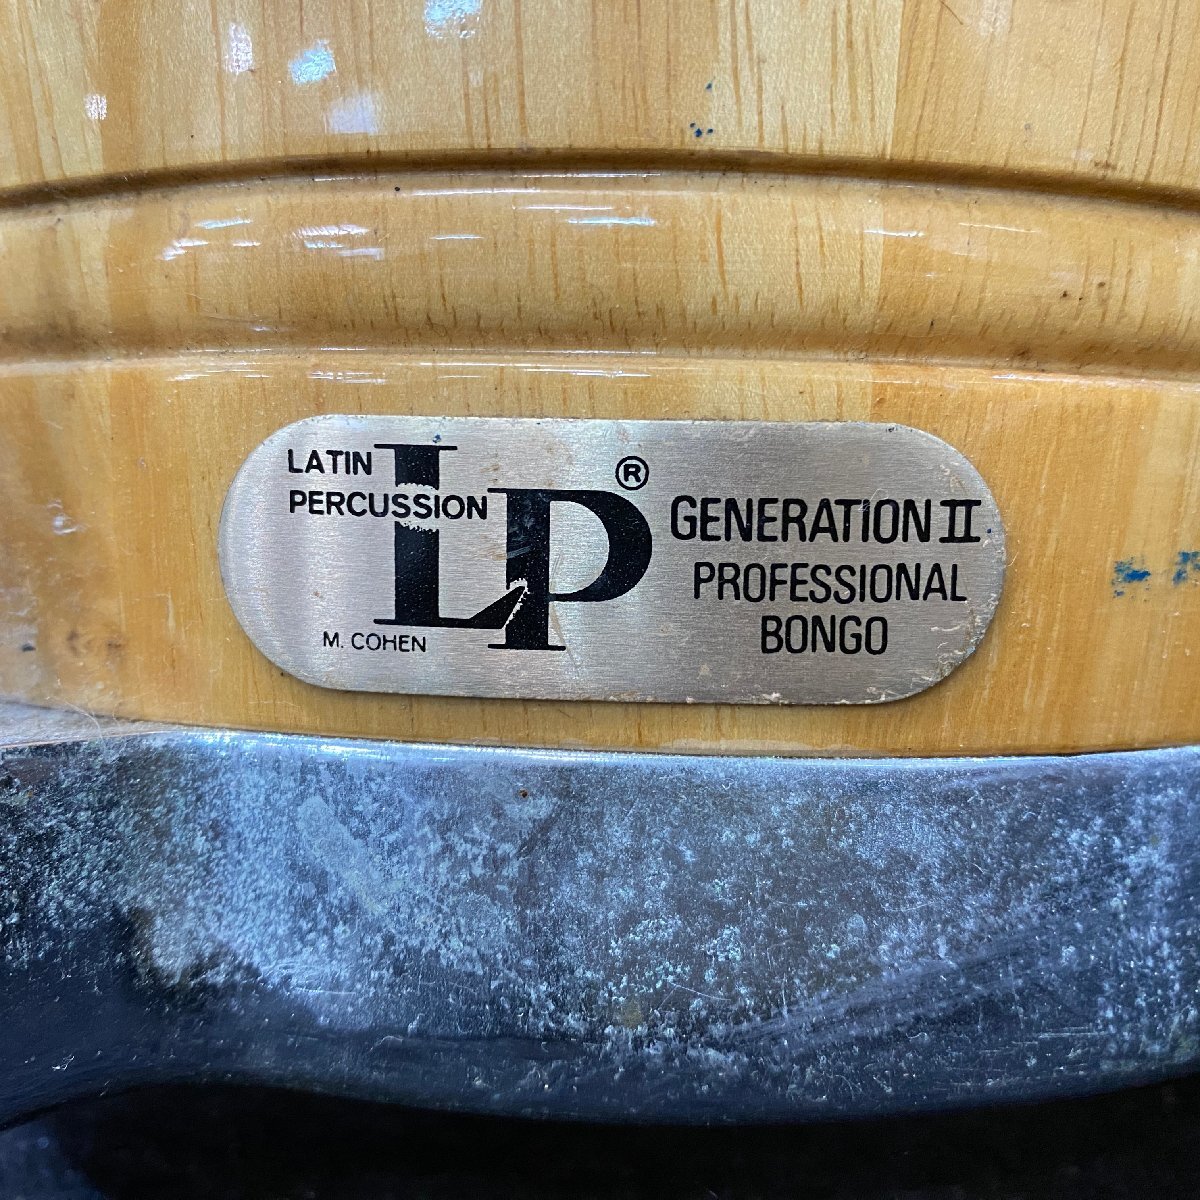 LATIN
PERCUSSION
LP®
M. COHEN
GENERATION II
PROFESSIONAL
BONGO